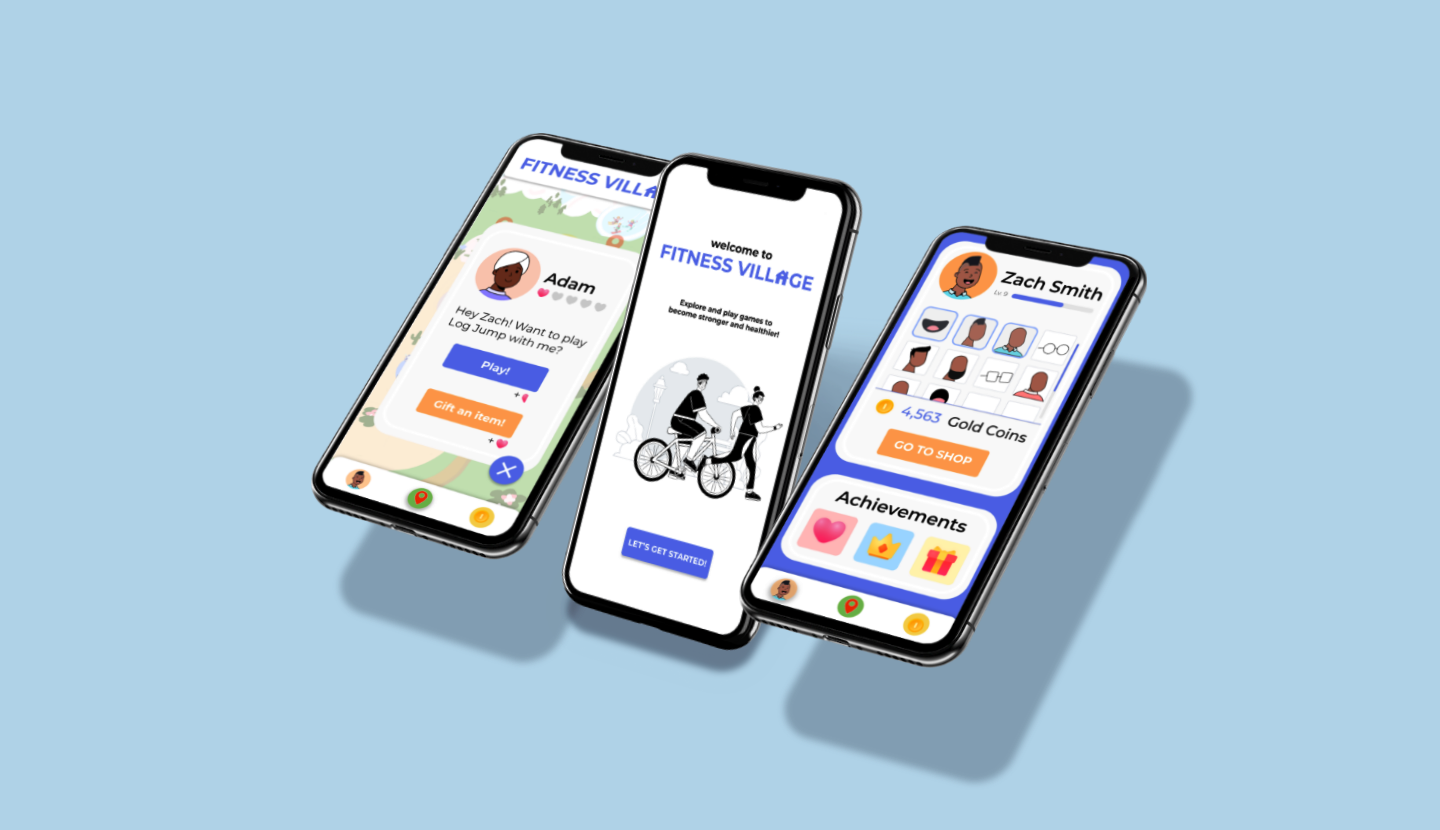 FITNESS VILLA
Adam
Hey Zach! Want to play
Log Jump with me?
Play!
+
Gift an item!
+
welcome to
FITNESS VILLAGE
Explore and play games to
become stronger and healthier!
LET'S GET STARTED!
Zach Smith
Lv. 9
4,563 Gold Coins
GO TO SHOP
Achievements